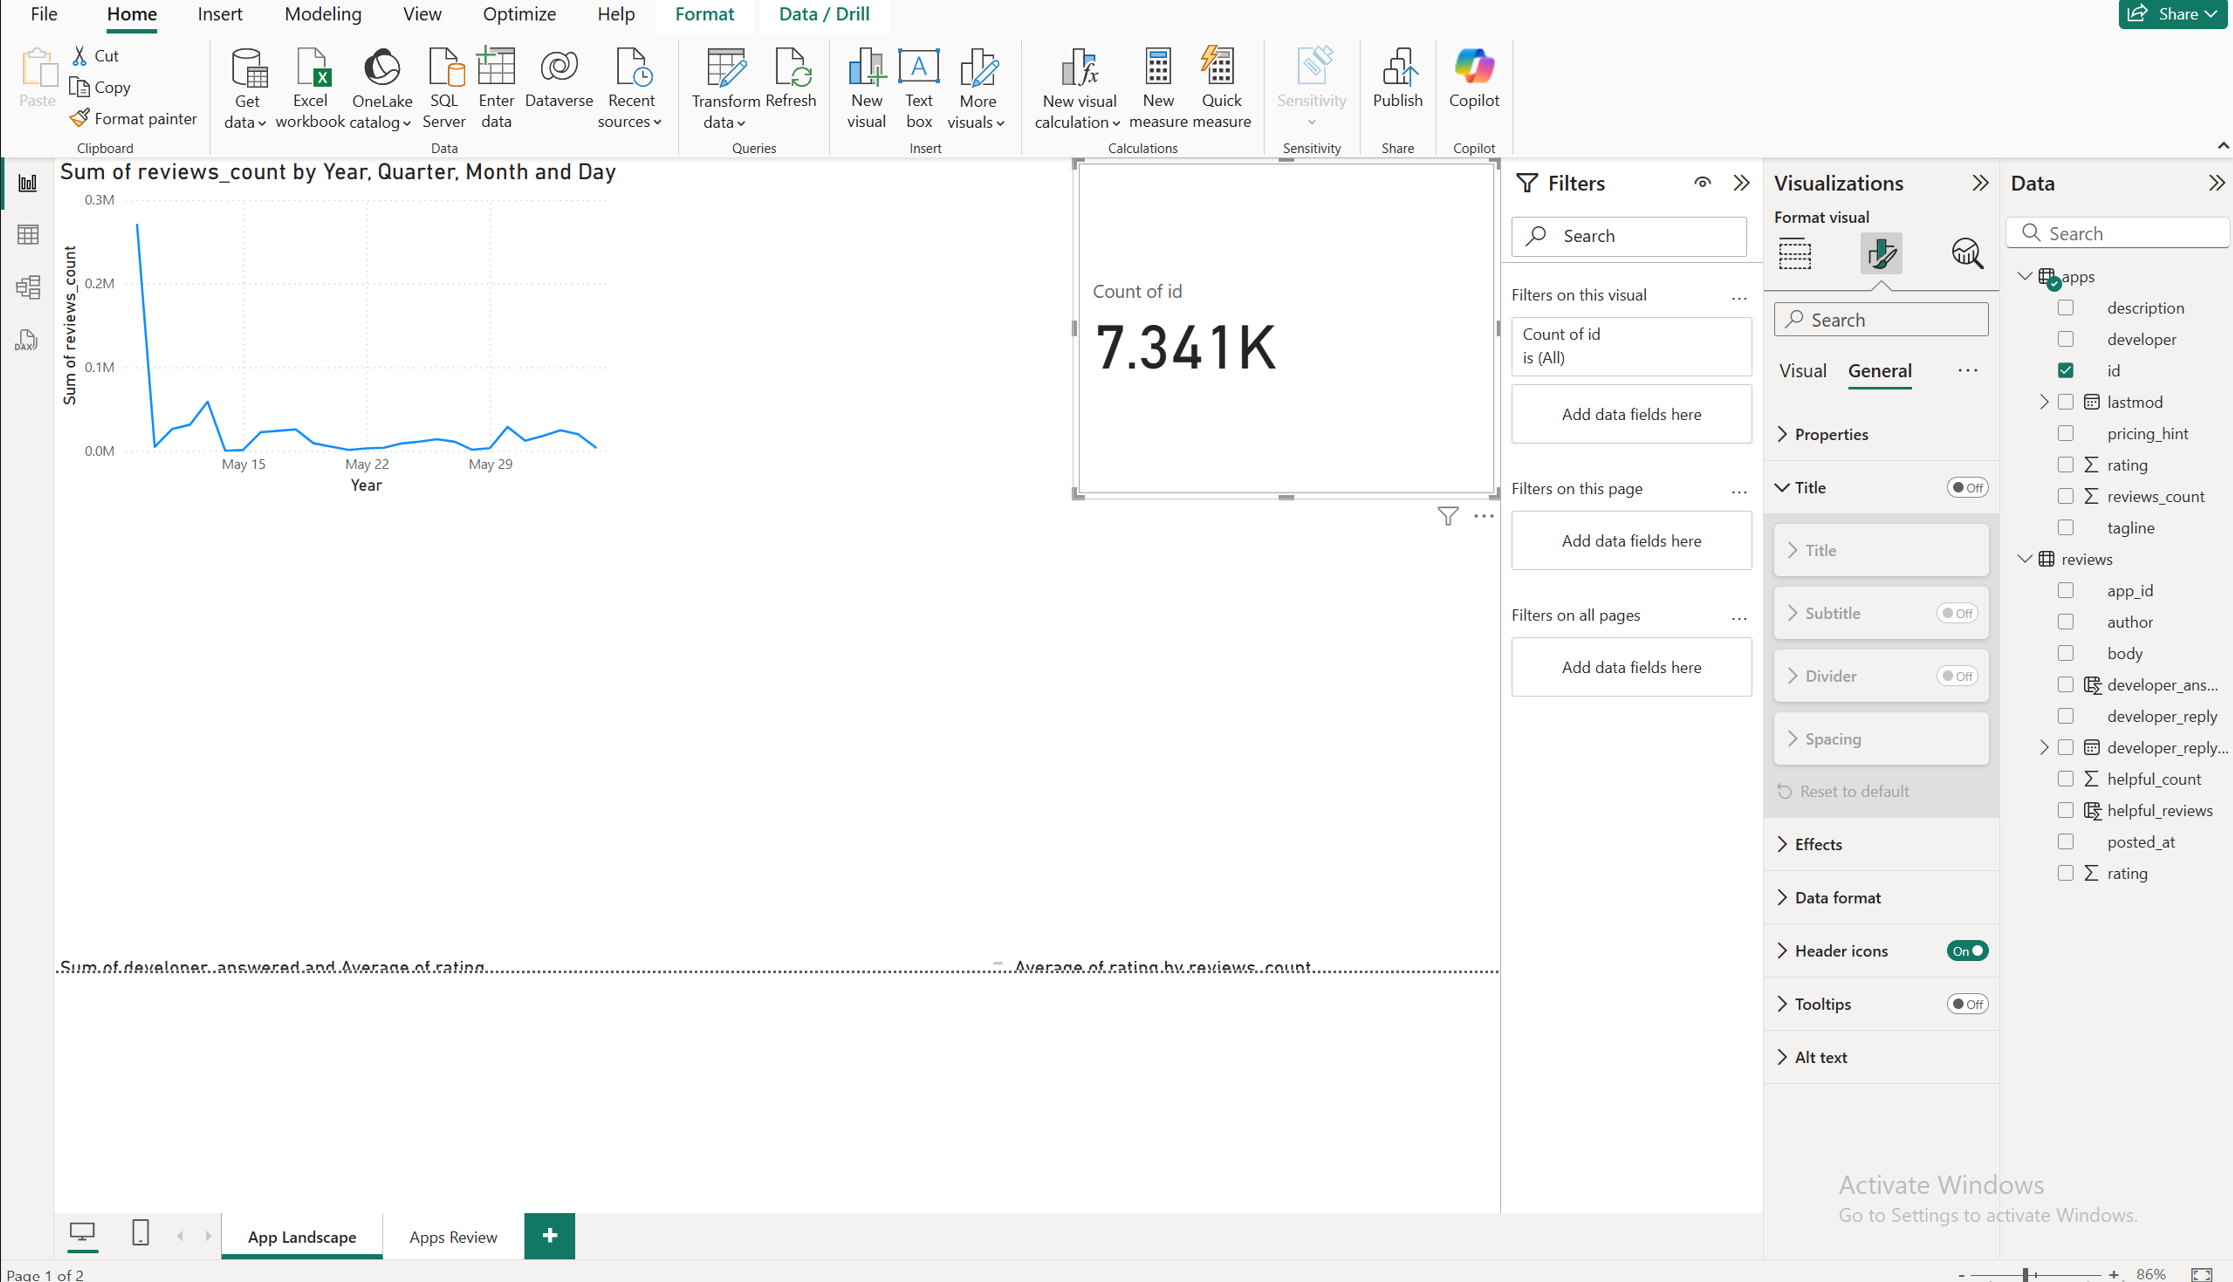 File Home Insert Modeling View Optimize Help Format Data / Drill Share
Paste
Cut
Copy
Format painter
Clipboard
Get data
Excel workbook
OneLake catalog
SQL Server
Enter data
Dataverse
Recent sources
Data
Transform data
Refresh
Queries
New visual
Text box
More visuals
Insert
New visual calculation
New measure
Quick measure
Calculations
Sensitivity
Sensitivity
Publish
Share
Copilot
Copilot
DAX
Sum of reviews_count by Year, Quarter, Month and Day
Sum of reviews_count
0.3M
0.2M
0.1M
0.0M
May 15 May 22 May 29
Year
Count of id
7.341K
Sum of developer_answered and Average of rating
Average of rating by reviews_count
Filters
Search
Filters on this visual ...
Count of id
is (All)
Add data fields here
Filters on this page ...
Add data fields here
Filters on all pages ...
Add data fields here
Visualizations
Format visual
Search
Visual General ...
Properties
Title Off
Title
Subtitle Off
Divider Off
Spacing
Reset to default
Effects
Data format
Header icons On
Tooltips Off
Alt text
Data
Search
apps
description
developer
id
lastmod
pricing_hint
rating
reviews_count
tagline
reviews
app_id
author
body
developer_ans...
developer_reply
developer_reply...
helpful_count
helpful_reviews
posted_at
rating
Activate Windows
Go to Settings to activate Windows.
App Landscape Apps Review +
Page 1 of 2
- + 86%